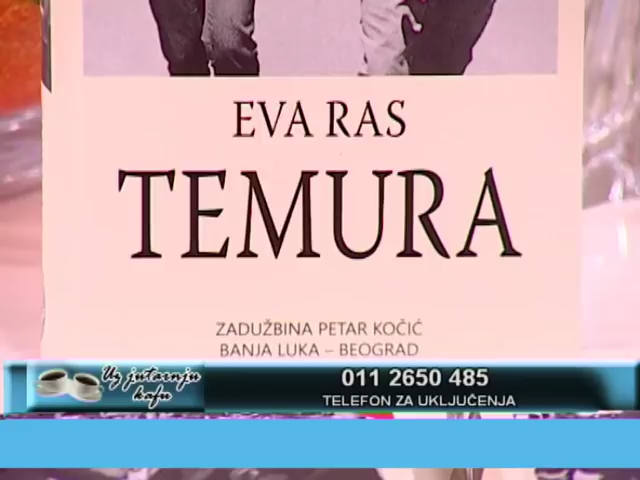 EVA RAS
TEMURA
ZADUŽBINA PETAR KOČIĆ
BANJA LUKA – BEOGRAD
Uz jutarnju
kafu
011 2650 485
TELEFON ZA UKLJUČENJA